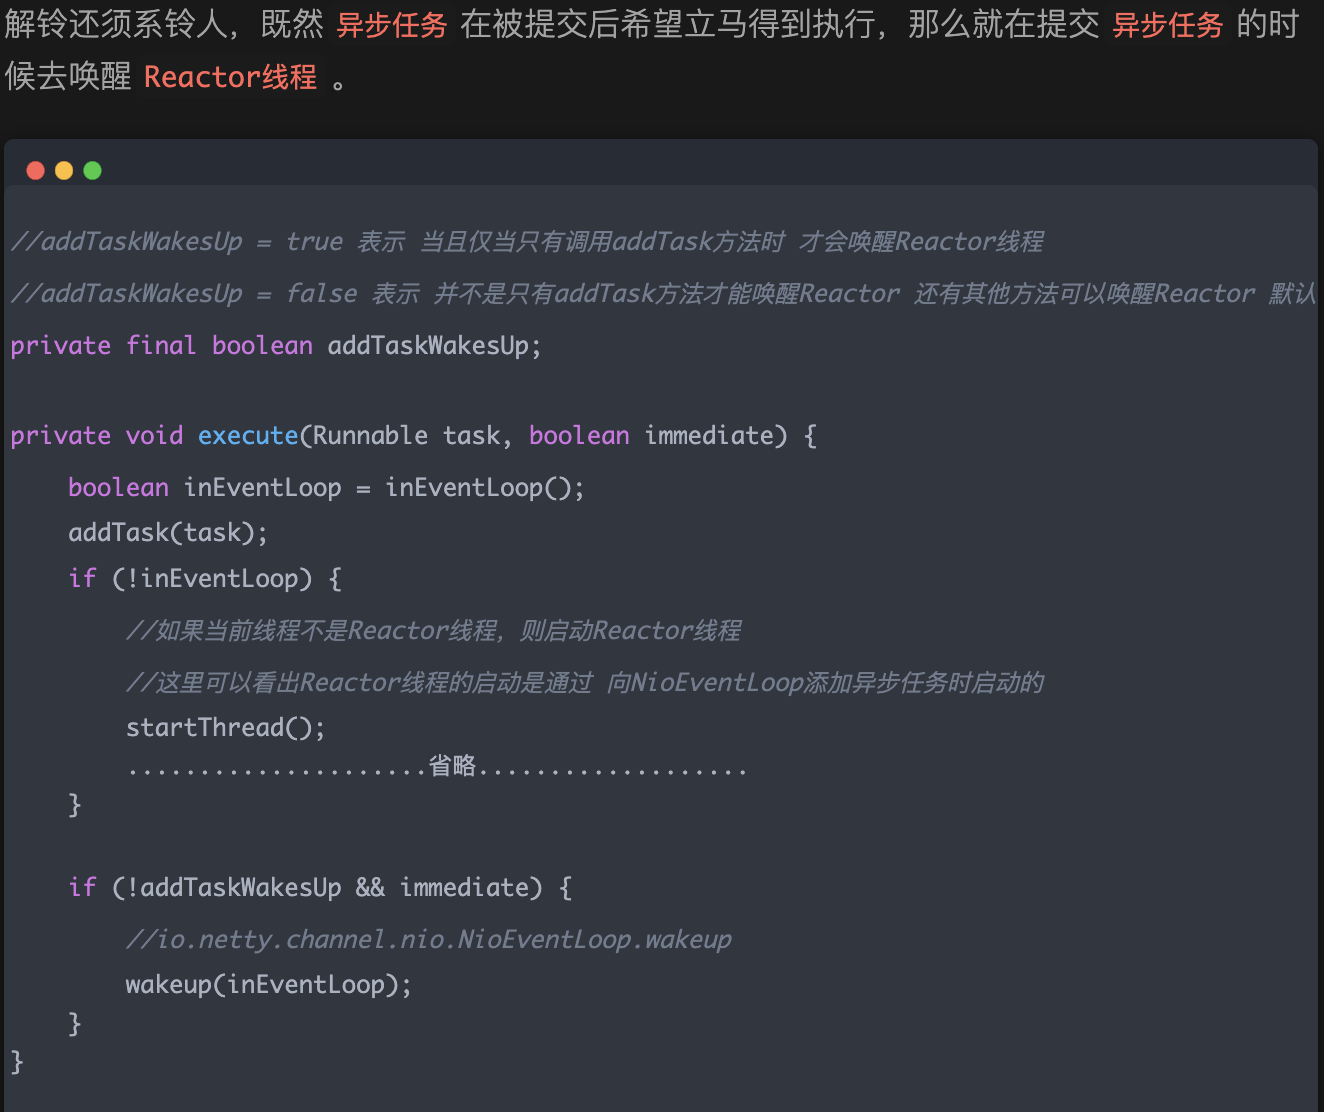 解铃还须系铃人，既然 异步任务 在被提交后希望立马得到执行，那么就在提交 异步任务 的时
候去唤醒 Reactor线程 。
//addTaskWakesUp = true 表示 当且仅当只有调用addTask方法时 才会唤醒Reactor线程
//addTaskWakesUp = false 表示 并不是只有addTask方法才能唤醒Reactor 还有其他方法可以唤醒Reactor 默认
private final boolean addTaskWakesUp;
private void execute(Runnable task, boolean immediate) {
boolean inEventLoop = inEventLoop();
addTask(task);
if (!inEventLoop) {
//如果当前线程不是Reactor线程，则启动Reactor线程
//这里可以看出Reactor线程的启动是通过 向NioEventLoop添加异步任务时启动的
startThread();
.....................省略...................
}
if (!addTaskWakesUp && immediate) {
//io.netty.channel.nio.NioEventLoop.wakeup
wakeup(inEventLoop);
}
}